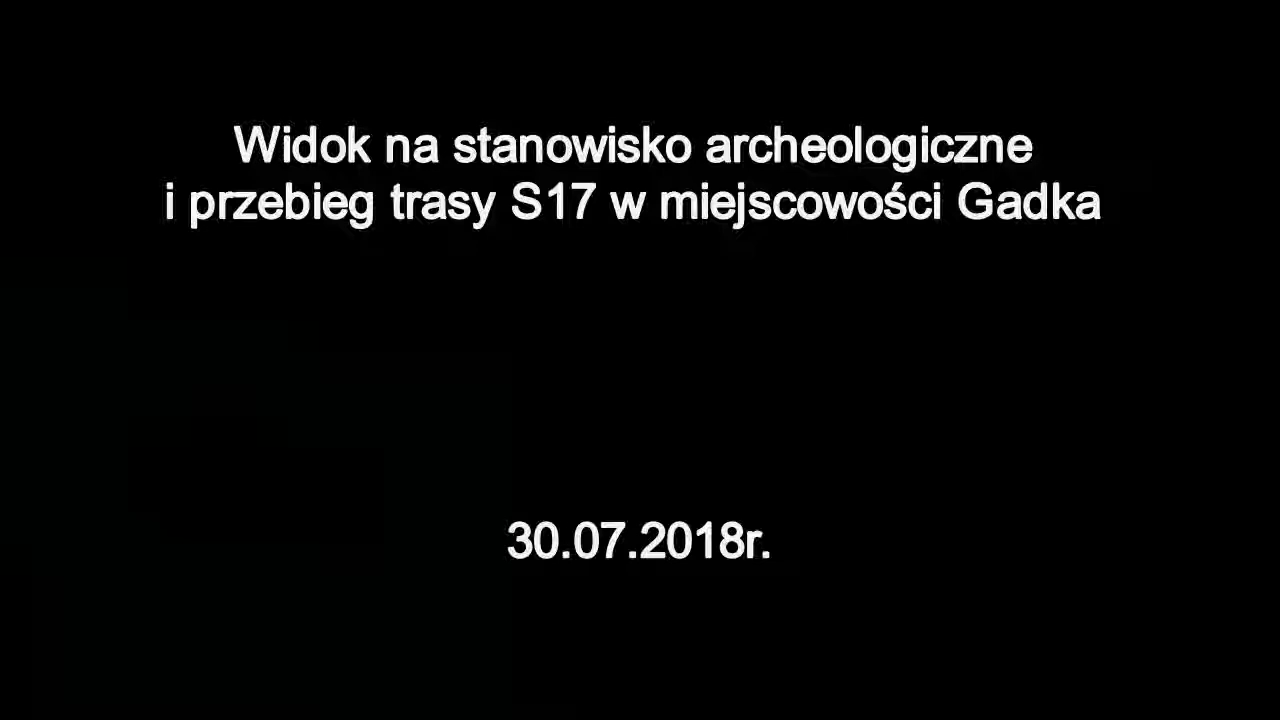 Widok na stanowisko archeologiczne
i przebieg trasy S17 w miejscowości Gadka
30.07.2018r.